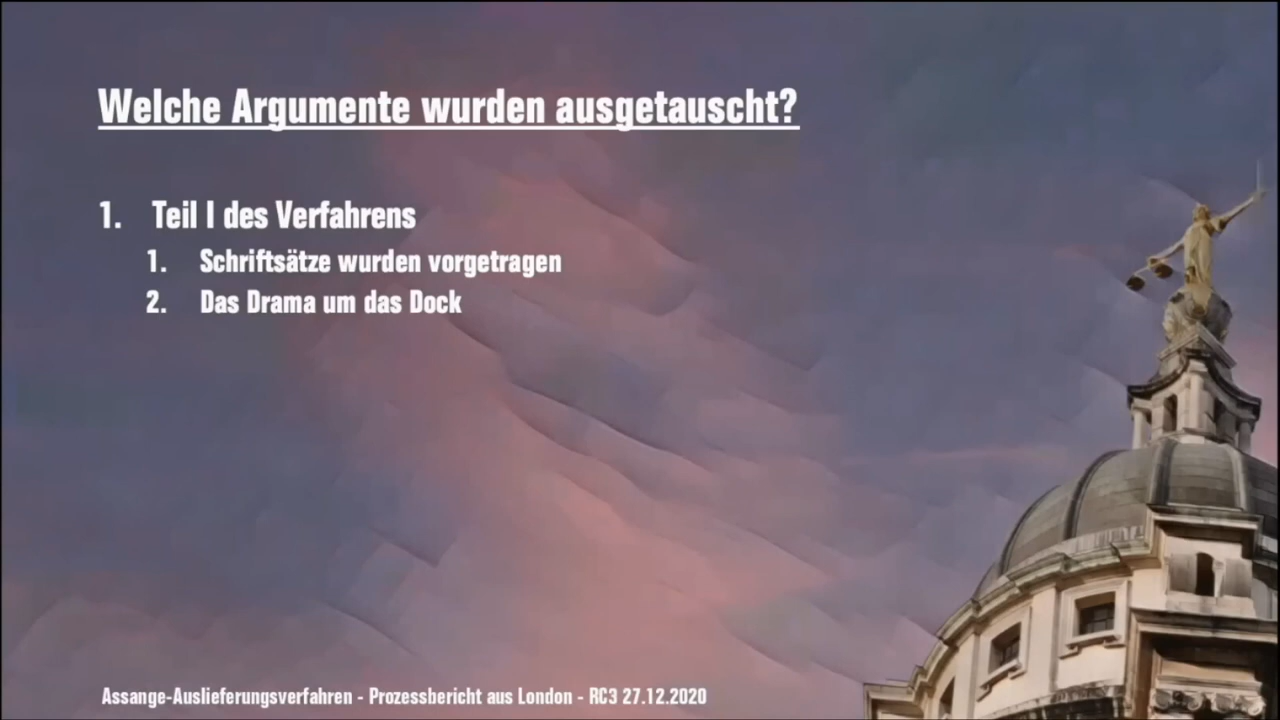 Welche Argumente wurden ausgetauscht?
1. Teil I des Verfahrens
1. Schriftsätze wurden vorgetragen
2. Das Drama um das Dock
Assange-Auslieferungsverfahren - Prozessbericht aus London - RC3 27.12.2020